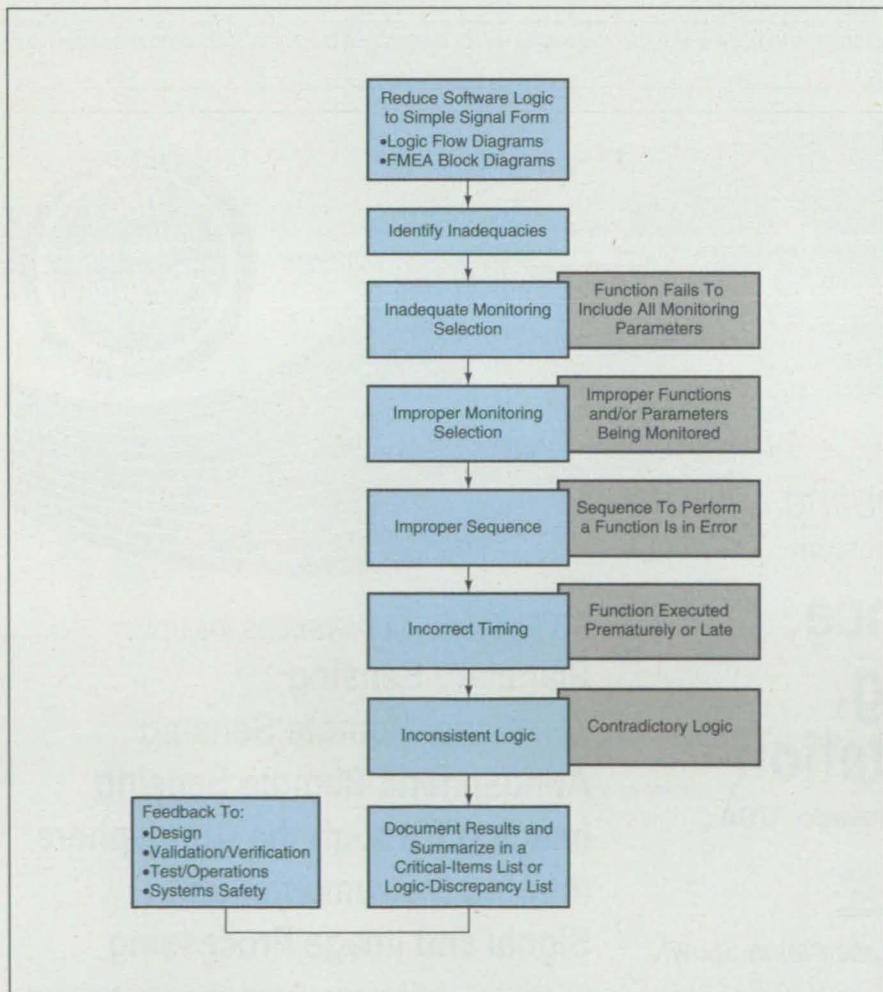 Reduce Software Logic
to Simple Signal Form
•Logic Flow Diagrams
•FMEA Block Diagrams
Identify Inadequacies
Inadequate Monitoring
Selection
Function Fails To
Include All Monitoring
Parameters
Improper Monitoring
Selection
Improper Functions
and/or Parameters
Being Monitored
Improper Sequence
Sequence To Perform
a Function Is in Error
Incorrect Timing
Function Executed
Prematurely or Late
Inconsistent Logic
Contradictory Logic
Feedback To:
•Design
•Validation/Verification
•Test/Operations
•Systems Safety
Document Results and
Summarize in a
Critical-Items List or
Logic-Discrepancy List